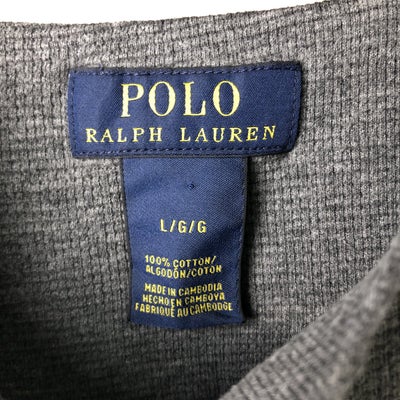 POLO
RALPH LAUREN
L/G/G
100% COTTON/
ALGODÓN/COTON
MADE IN CAMBODIA
HECHO EN CAMBOYA
FABRIQUÉ AU CAMBODGE